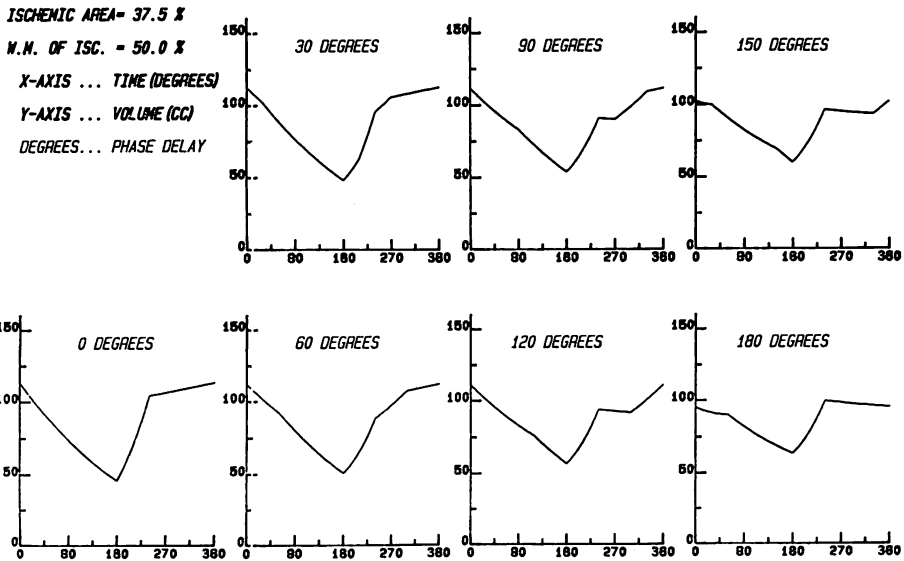 ISCHEMIC AREA= 37.5 %
W.M. OF ISC. = 50.0 %
X-AXIS ... TIME (DEGREES)
Y-AXIS ... VOLUME (CC)
DEGREES... PHASE DELAY
30 DEGREES
150
100
50
0
0 90 180 270 360
90 DEGREES
150
100
50
0
0 90 180 270 360
150 DEGREES
150
100
50
0
0 90 180 270 360
0 DEGREES
150
100
50
0
0 90 180 270 360
60 DEGREES
150
100
50
0
0 90 180 270 360
120 DEGREES
150
100
50
0
0 90 180 270 360
180 DEGREES
150
100
50
0
0 90 180 270 360